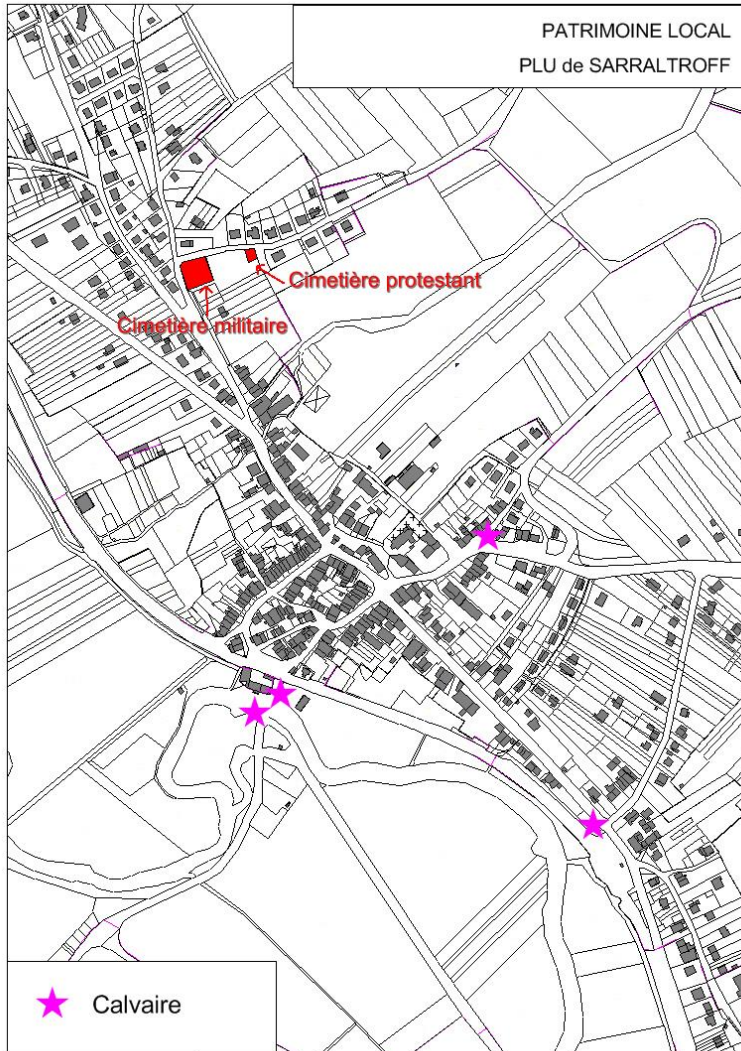 PATRIMOINE LOCAL
PLU de SARRALTROFF
Cimetière protestant
Cimetière militaire
Calvaire